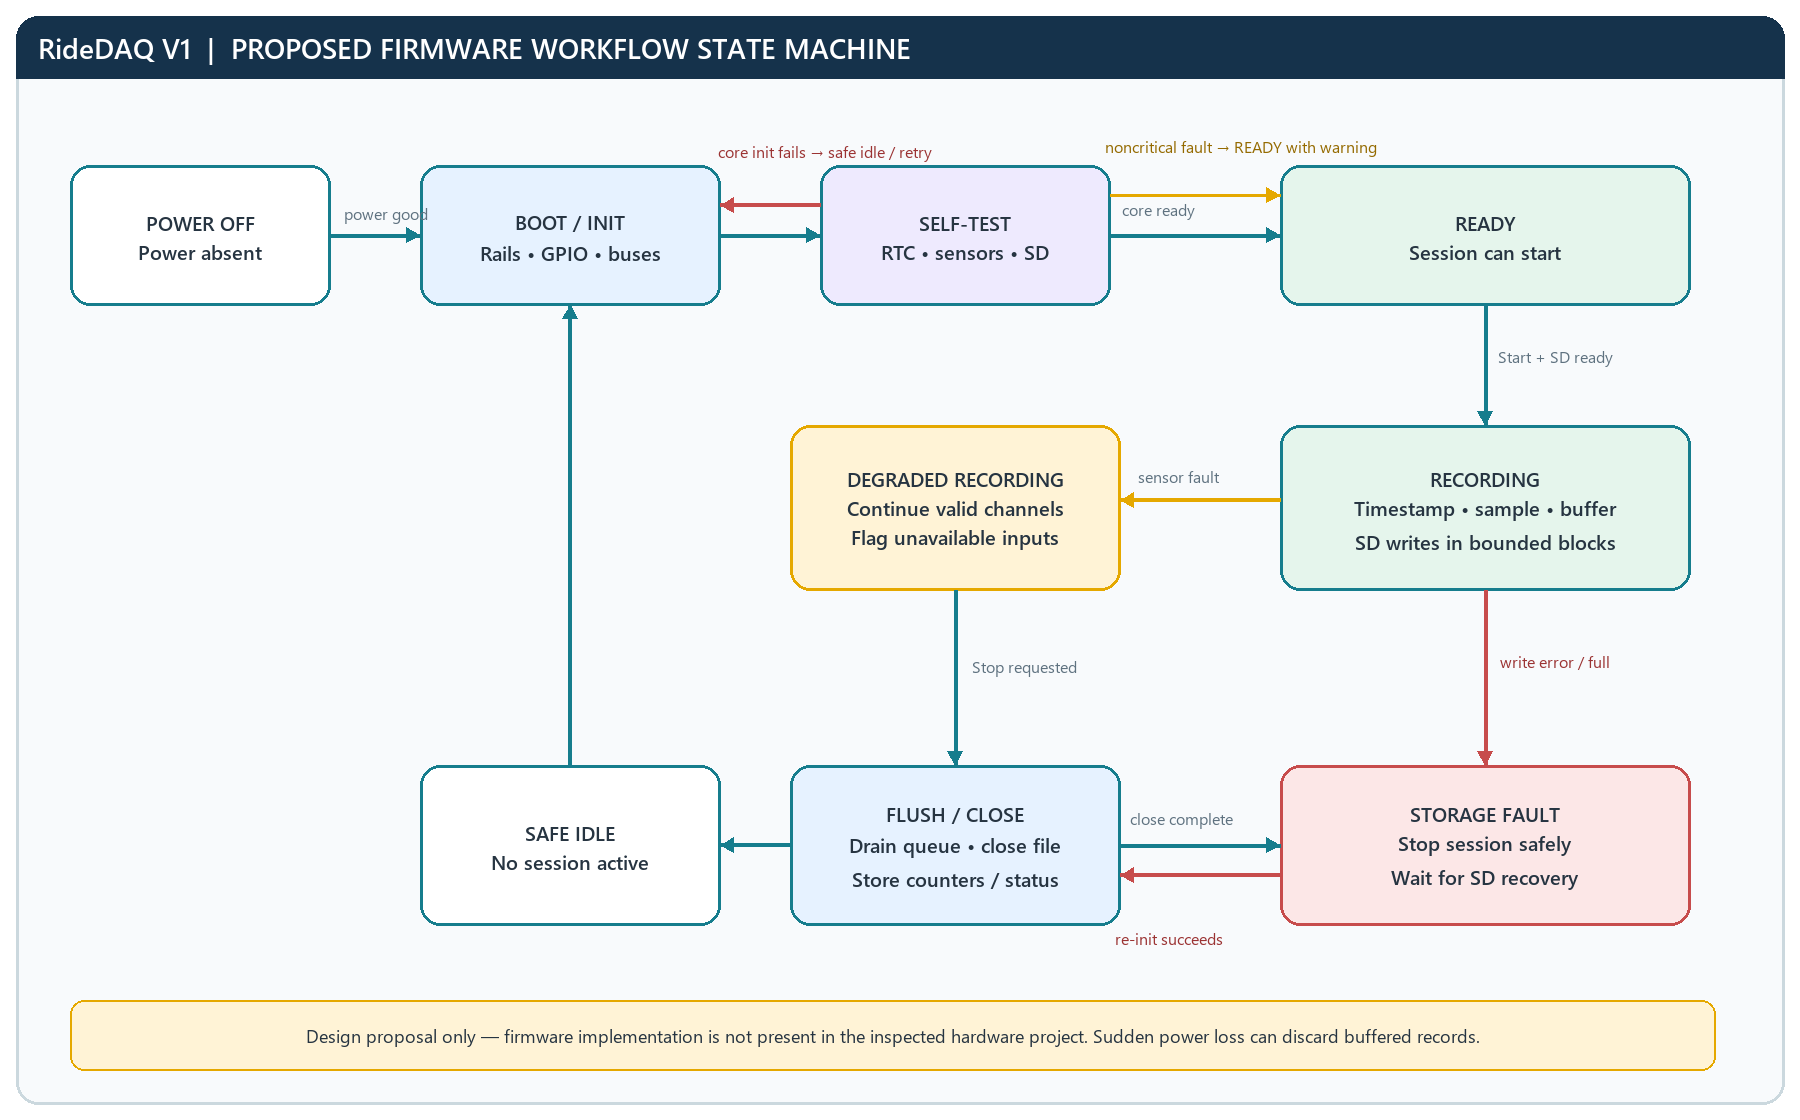 RideDAQ V1 | PROPOSED FIRMWARE WORKFLOW STATE MACHINE
core init fails → safe idle / retry
noncritical fault → READY with warning
POWER OFF
Power absent
power good
BOOT / INIT
Rails • GPIO • buses
SELF-TEST
RTC • sensors • SD
core ready
READY
Session can start
Start + SD ready
DEGRADED RECORDING
Continue valid channels
Flag unavailable inputs
sensor fault
RECORDING
Timestamp • sample • buffer
SD writes in bounded blocks
Stop requested
write error / full
SAFE IDLE
No session active
FLUSH / CLOSE
Drain queue • close file
Store counters / status
close complete
STORAGE FAULT
Stop session safely
Wait for SD recovery
re-init succeeds
Design proposal only — firmware implementation is not present in the inspected hardware project. Sudden power loss can discard buffered records.